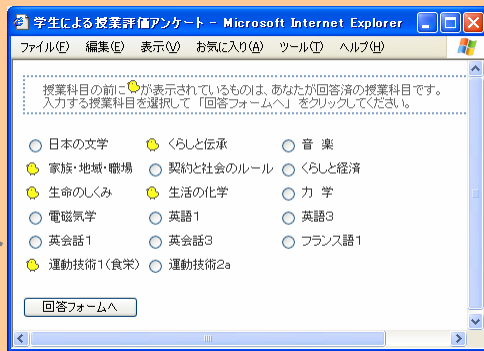 学生による授業評価アンケート - Microsoft Internet Explorer
ファイル(F) 編集(E) 表示(V) お気に入り(A) ツール(T) ヘルプ(H)
授業科目の前にが表示されているものは、あなたが回答済の授業科目です。
入力する授業科目を選択して「回答フォームへ」をクリックしてください。
日本の文学 くらしと伝承 音 楽
家族・地域・職場 契約と社会のルール くらしと経済
生命のしくみ 生活の化学 力 学
電磁気学 英語1 英語3
英会話1 英会話3 フランス語1
運動技術1(食栄) 運動技術2a
回答フォームへ